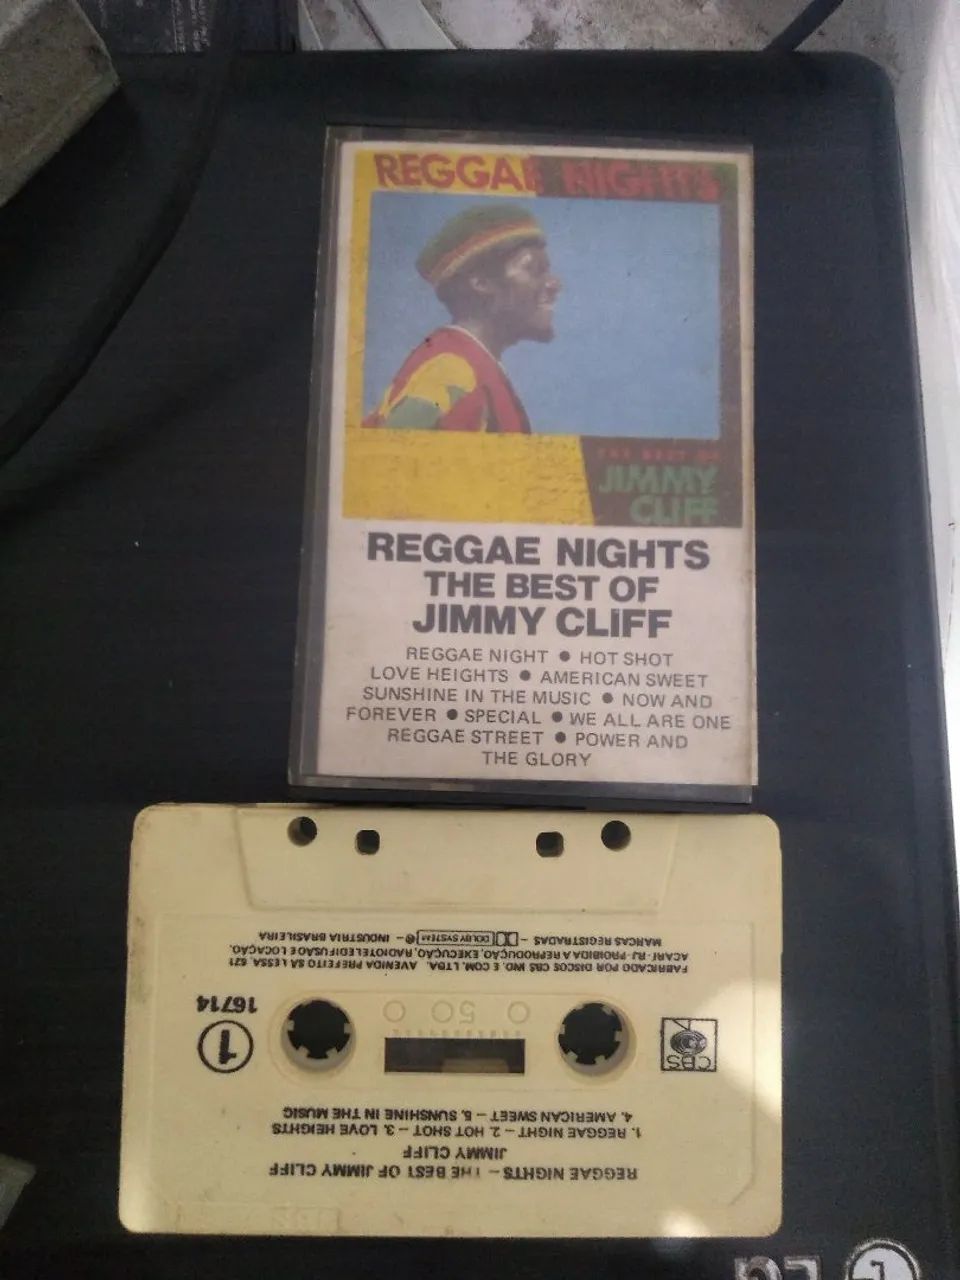 REGGAE NIGHTS
THE BEST OF
JIMMY
CLIFF
REGGAE NIGHTS
THE BEST OF
JIMMY CLIFF
REGGAE NIGHT ● HOT SHOT
LOVE HEIGHTS ● AMERICAN SWEET
SUNSHINE IN THE MUSIC ● NOW AND
FOREVER ● SPECIAL ● WE ALL ARE ONE
REGGAE STREET ● POWER AND
THE GLORY
REGGAE NIGHTS – THE BEST OF JIMMY CLIFF
JIMMY CLIFF
1. REGGAE NIGHT – 2. HOT SHOT – 3. LOVE HEIGHTS
4. AMERICAN SWEET – 5. SUNSHINE IN THE MUSIC
CBS
50
1
16714
FABRICADO POR DISCOS CBS IND. E COM. LTDA. AVENIDA PREFEITO SÁ LESSA, 621
ACARI-RJ-PROIBIDA A REPRODUÇÃO, EXECUÇÃO, RADIOTELEDIFUSÃO E LOCAÇÃO.
MARCAS REGISTRADAS – DOLBY SYSTEM ® – INDÚSTRIA BRASILEIRA
LG